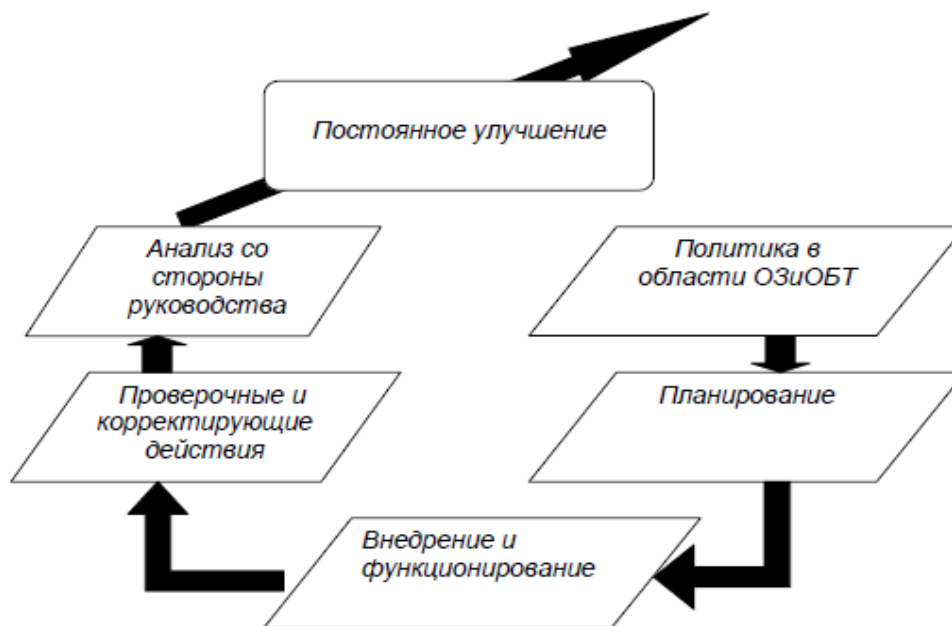 Постоянное улучшение
Анализ со
стороны
руководства
Политика в
области ОЗиОБТ
Проверочные и
корректирующие
действия
Планирование
Внедрение и
функционирование